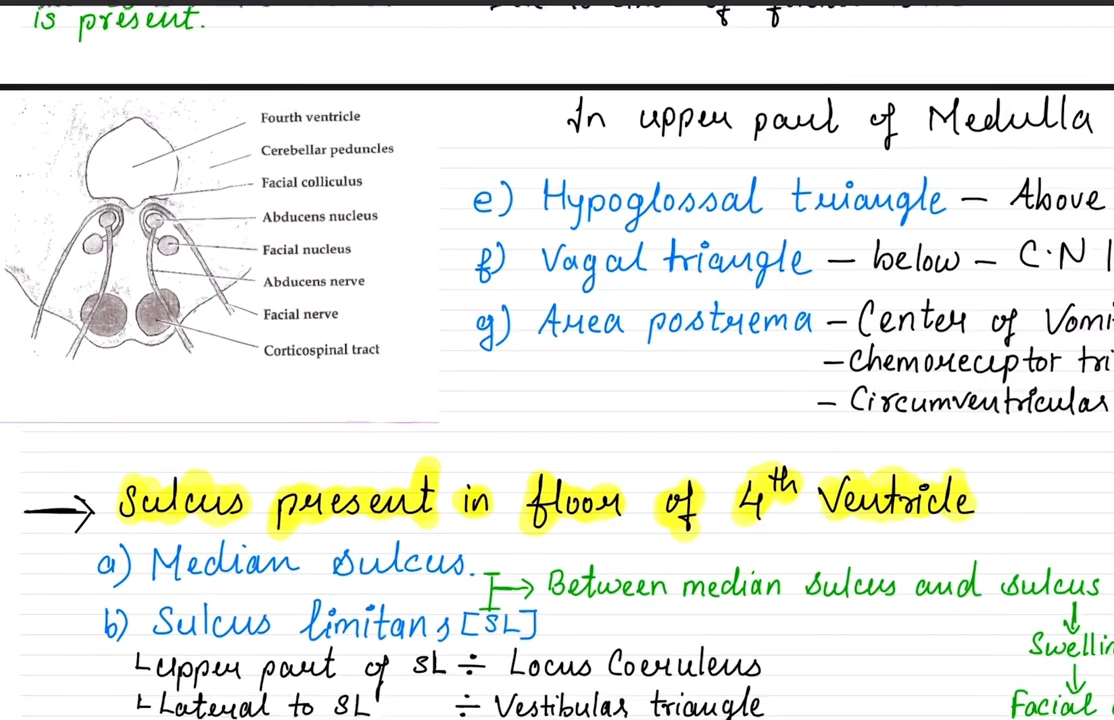 is present.
Fourth ventricle
Cerebellar peduncles
Facial colliculus
Abducens nucleus
Facial nucleus
Abducens nerve
Facial nerve
Corticospinal tract
In upper part of Medulla
e) Hypoglossal triangle – Above
f) Vagal triangle – below – C.N
g) Area postrema – Center of Vomi
– Chemoreceptor tri
– Circumventricular
→ Sulcus present in floor of 4th Ventricle
a) Median sulcus.
→ Between median sulcus and sulcus
b) Sulcus limitans [SL]
↓
Swellin
↓
Facial
└ Upper part of SL ÷ Locus Coeruleus
└ Lateral to SL ÷ Vestibular triangle